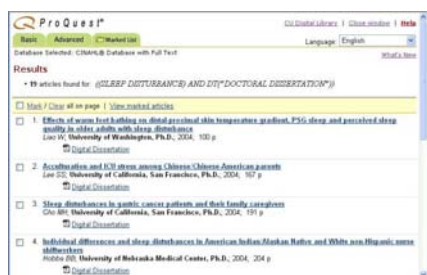 ProQuest®
CU Digital Library | Close window | Help
Basic Advanced Marked List
Language: English
Database Selected: CINAHL® Database with Full Text
What's New
Results
• 19 articles found for: ((SLEEP DISTURBANCE) AND DT("DOCTORAL DISSERTATION"))
Mark / Clear all on page | View marked articles
1. Effects of warm foot bathing on distal proximal skin temperature gradient, PSG sleep and perceived sleep
quality in older adults with sleep disturbance
Liao W; University of Washington, Ph.D., 2004, 100 p
Digital Dissertation
2. Acculturation and ICU stress among Chinese/Chinese-American parents
Lee SS; University of California, San Francisco, Ph.D., 2004, 167 p
Digital Dissertation
3. Sleep disturbances in gastric cancer patients and their family caregivers
Cho MH; University of California, San Francisco, Ph.D., 2004, 191 p
Digital Dissertation
4. Individual differences and sleep disturbances in American Indian/Alaskan Native and White non-Hispanic nurse
shiftworkers
Hobbs BB; University of Nebraska Medical Center, Ph.D., 2004, 204 p
Digital Dissertation